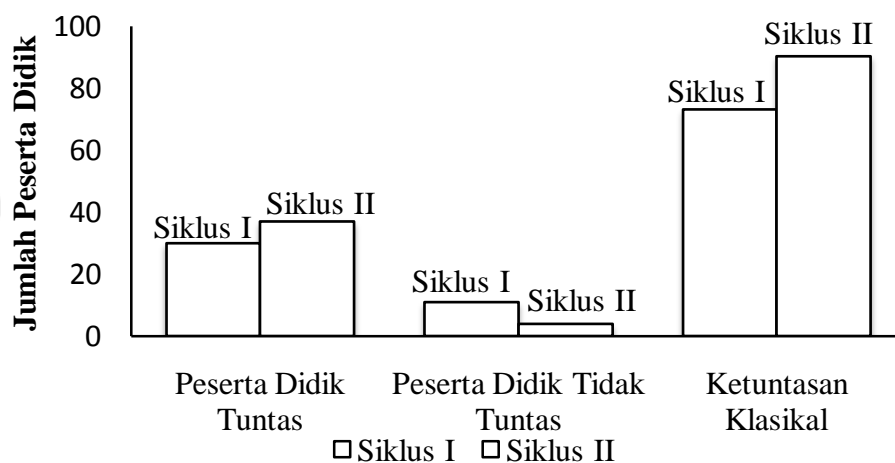 Jumlah Peserta Didik
100
80
60
40
20
0
Siklus I
Siklus II
Siklus I
Siklus II
Siklus I
Siklus II
Peserta Didik
Tuntas
Peserta Didik Tidak
Tuntas
Ketuntasan
Klasikal
Siklus I
Siklus II